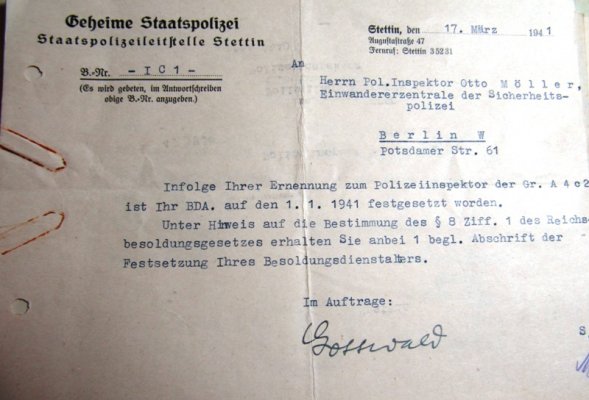 Geheime Staatspolizei
Staatspolizeileitstelle Stettin
B.-Nr. - I C 1 -
(Es wird gebeten, im Antwortschreiben
obige B.-Nr. anzugeben.)
Stettin, den 17. März 1941
Augustastraße 47
Fernruf: Stettin 35231
An
Herrn Pol.Inspektor Otto Möller,
Einwandererzentrale der Sicherheits-
polizei
Berlin W
Potsdamer Str. 61
Infolge Ihrer Ernennung zum Polizeiinspektor der Gr. A 4c2
ist Ihr BDA. auf den 1. 1. 1941 festgesetzt worden.
Unter Hinweis auf die Bestimmung des § 8 Ziff. 1 des Reichs-
besoldungsgesetzes erhalten Sie anbei 1 begl. Abschrift der
Festsetzung Ihres Besoldungsdienstalters.
Im Auftrage:
Gottwald